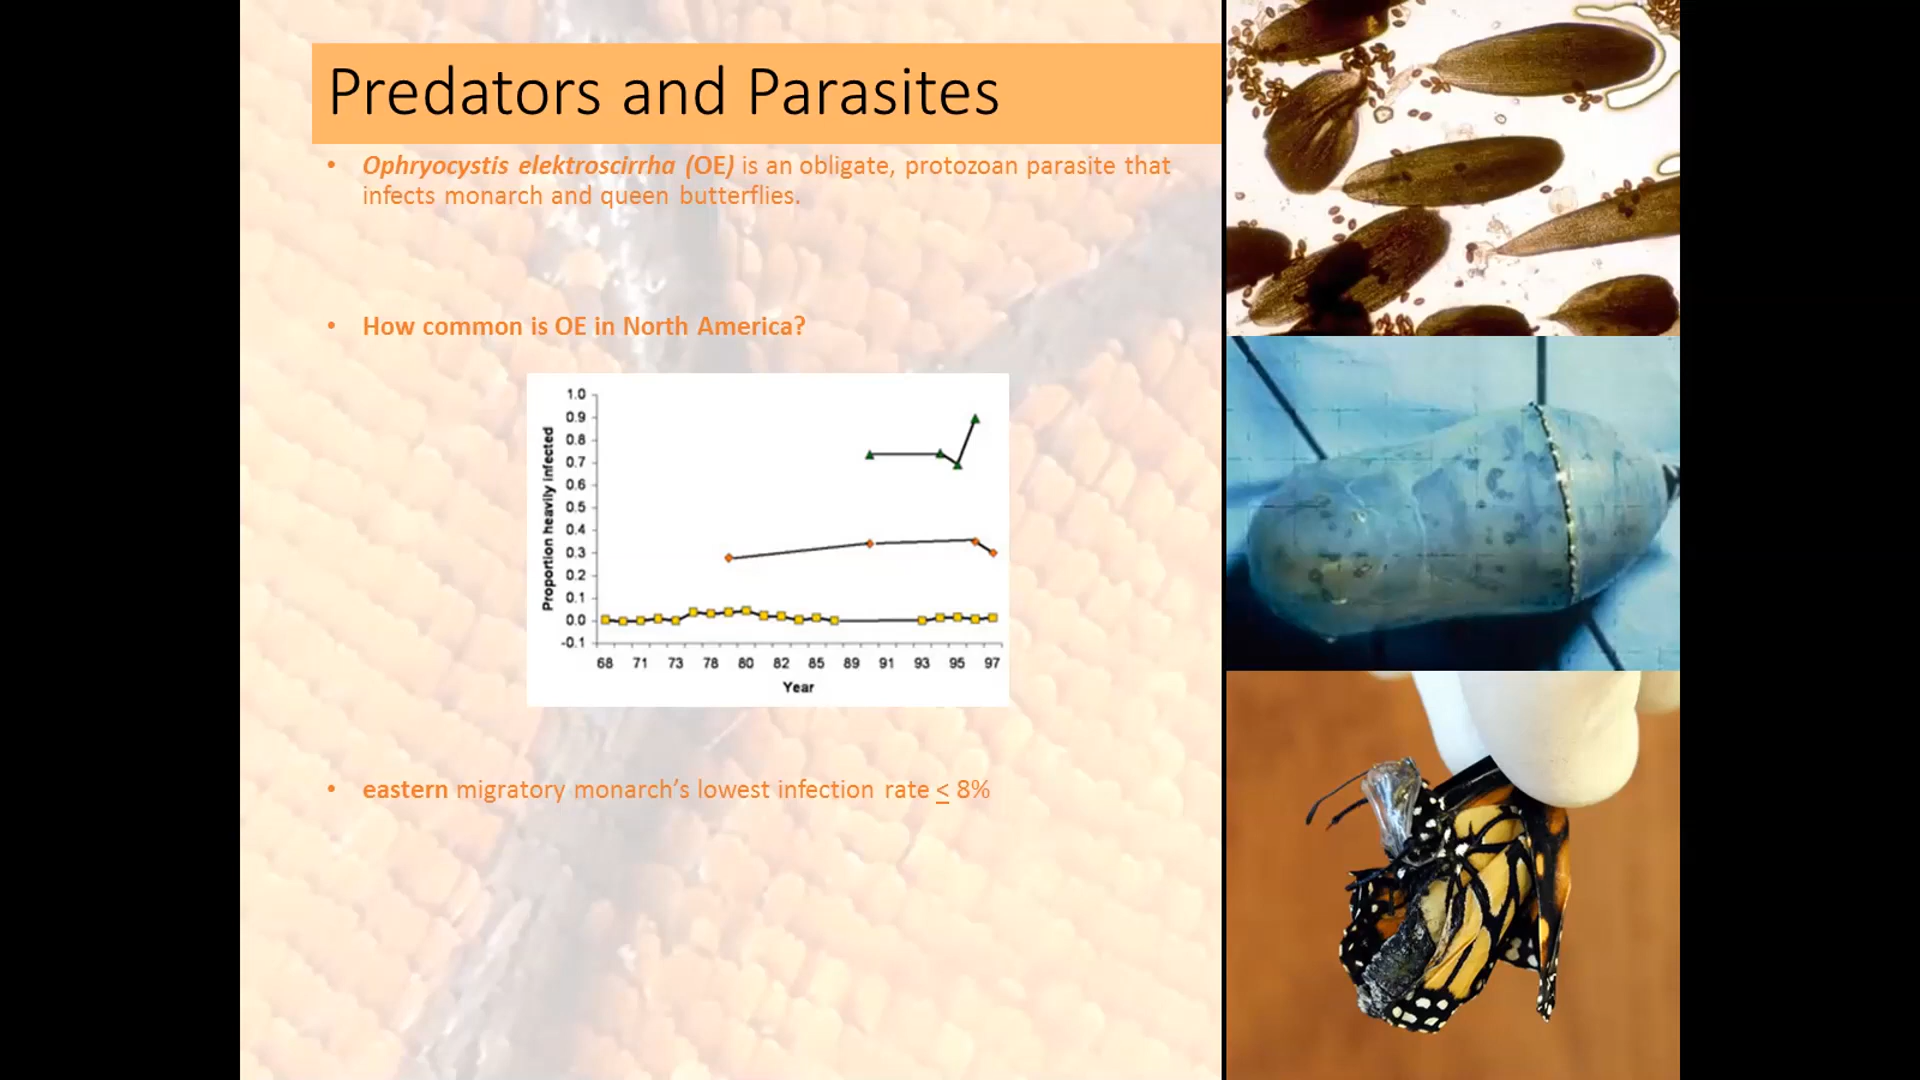 Predators and Parasites
• Ophryocystis elektroscirrha (OE) is an obligate, protozoan parasite that
infects monarch and queen butterflies.
• How common is OE in North America?
Proportion heavily infected
1.0
0.9
0.8
0.7
0.6
0.5
0.4
0.3
0.2
0.1
0.0
-0.1
68 71 73 78 80 82 85 89 91 93 95 97
Year
• eastern migratory monarch’s lowest infection rate < 8%